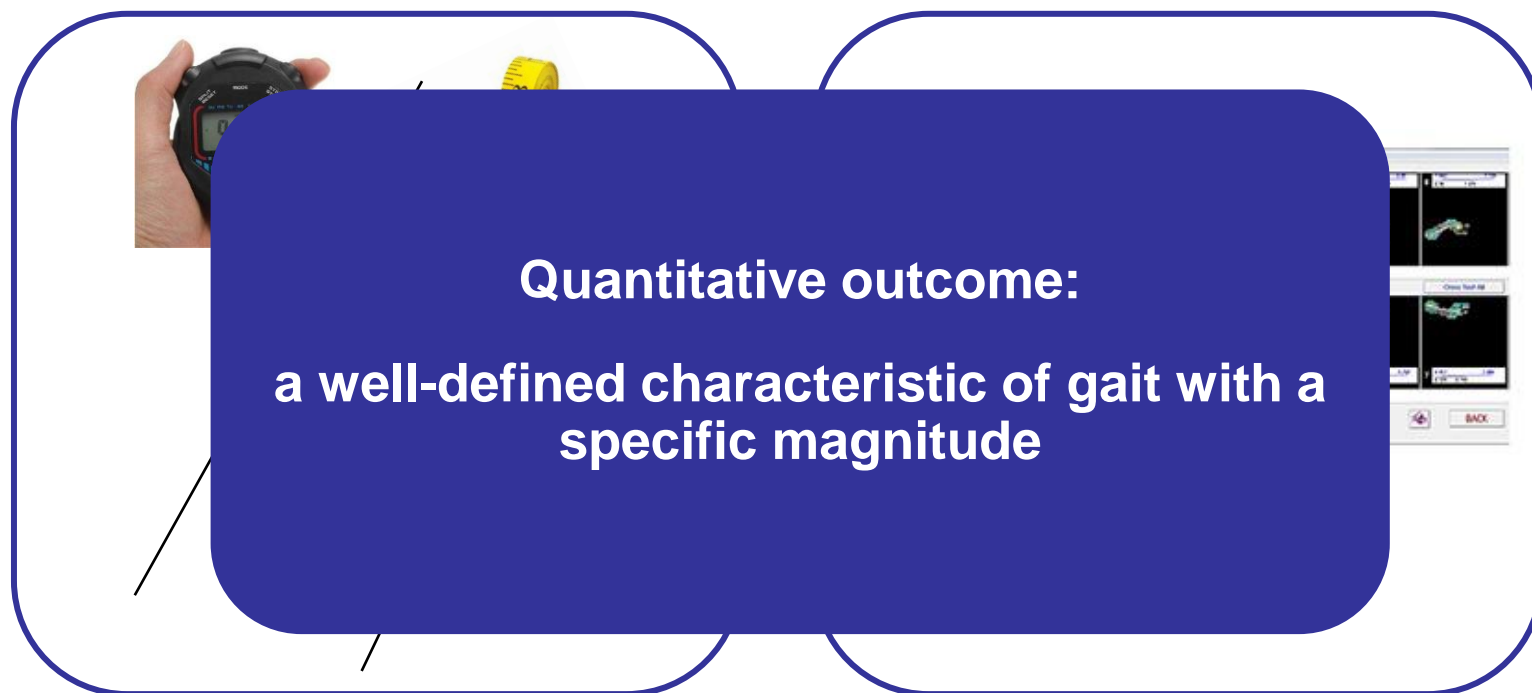 Quantitative outcome:
a well-defined characteristic of gait with a
specific magnitude
BACK